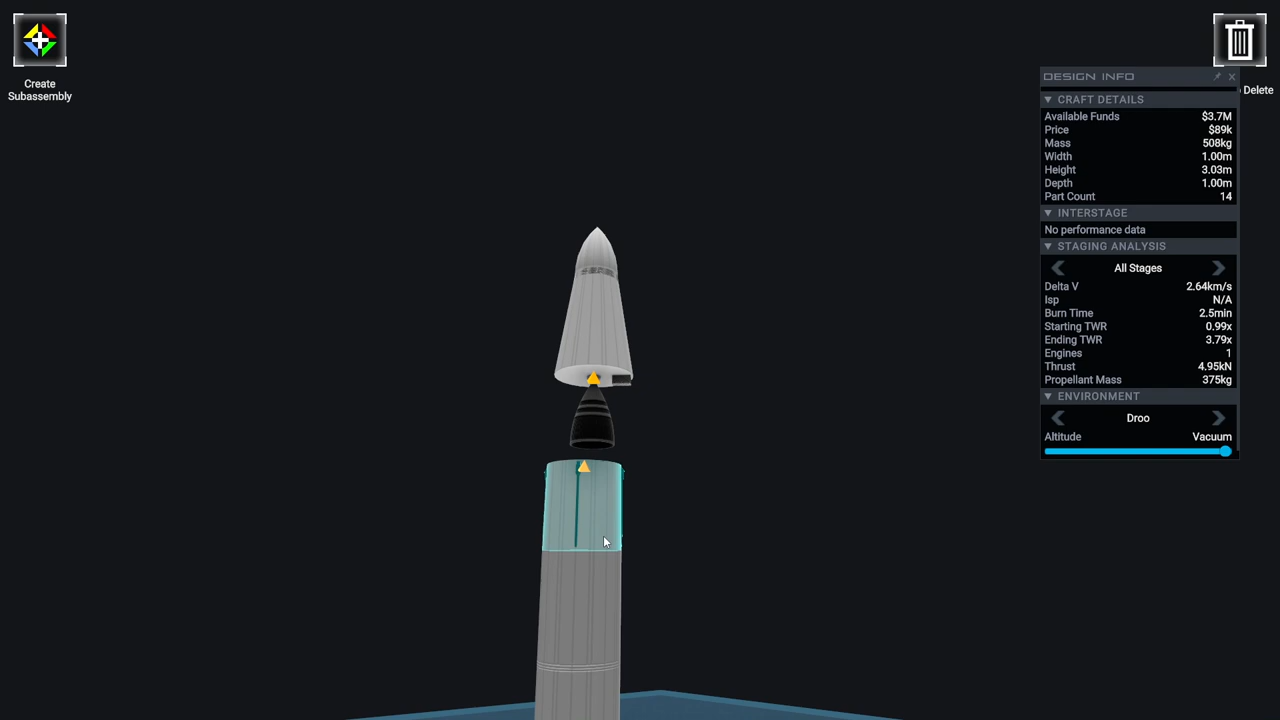 Create
Subassembly
Delete
DESIGN INFO
CRAFT DETAILS
Available Funds $3.7M
Price $89k
Mass 508kg
Width 1.00m
Height 3.03m
Depth 1.00m
Part Count 14
INTERSTAGE
No performance data
STAGING ANALYSIS
All Stages
Delta V 2.64km/s
Isp N/A
Burn Time 2.5min
Starting TWR 0.99x
Ending TWR 3.79x
Engines 1
Thrust 4.95kN
Propellant Mass 375kg
ENVIRONMENT
Droo
Altitude Vacuum